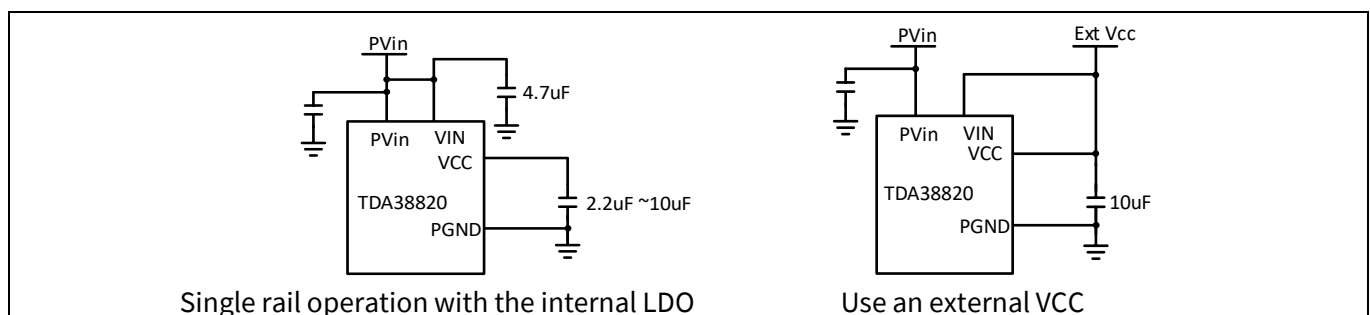 PVin
4.7uF
PVin
VIN
VCC
TDA38820
2.2uF ~10uF
PGND
Single rail operation with the internal LDO
PVin
Ext Vcc
PVin
VIN
VCC
TDA38820
10uF
PGND
Use an external VCC